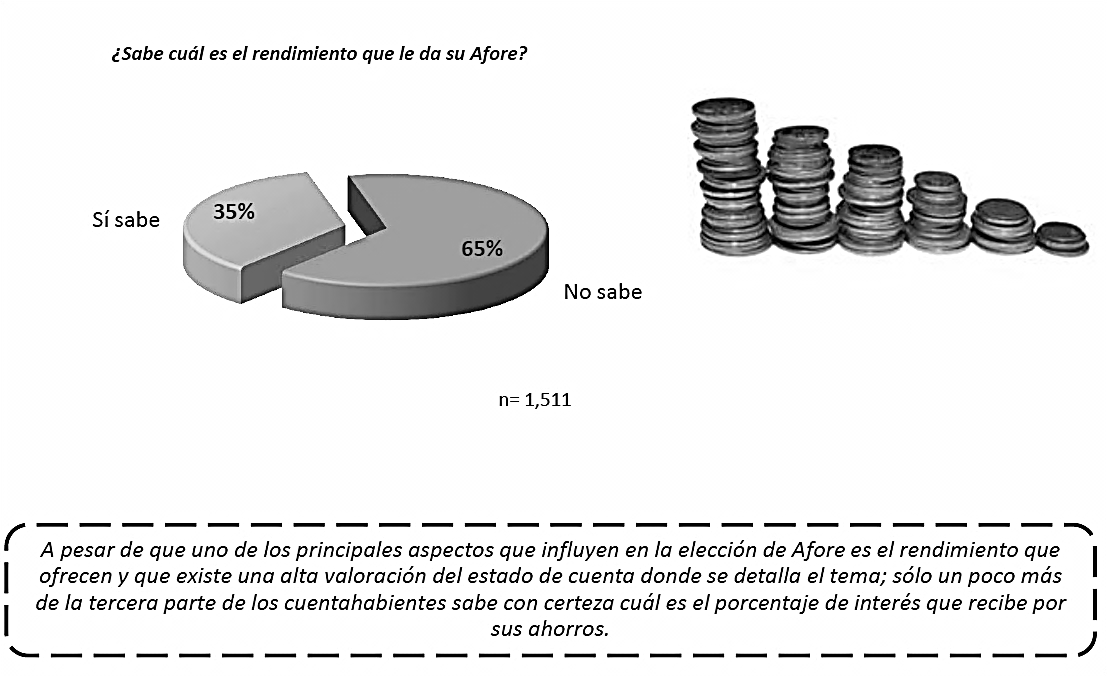 ¿Sabe cuál es el rendimiento que le da su Afore?
Sí sabe
35%
65%
No sabe
n= 1,511
A pesar de que uno de los principales aspectos que influyen en la elección de Afore es el rendimiento que
ofrecen y que existe una alta valoración del estado de cuenta donde se detalla el tema; sólo un poco más
de la tercera parte de los cuentahabientes sabe con certeza cuál es el porcentaje de interés que recibe por
sus ahorros.